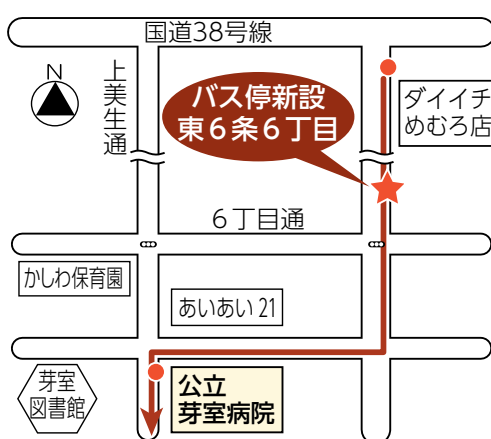 国道38号線
N
上美生通
バス停新設
東6条6丁目
ダイイチ
めむろ店
6丁目通
かしわ保育園
あいあい21
芽室
図書館
公立
芽室病院